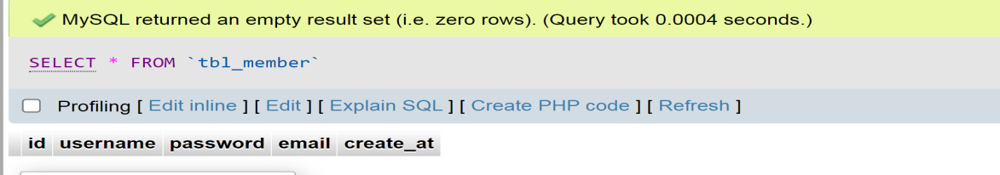 MySQL returned an empty result set (i.e. zero rows). (Query took 0.0004 seconds.)
SELECT * FROM `tbl_member`
Profiling [ Edit inline ] [ Edit ] [ Explain SQL ] [ Create PHP code ] [ Refresh ]
id username password email create_at